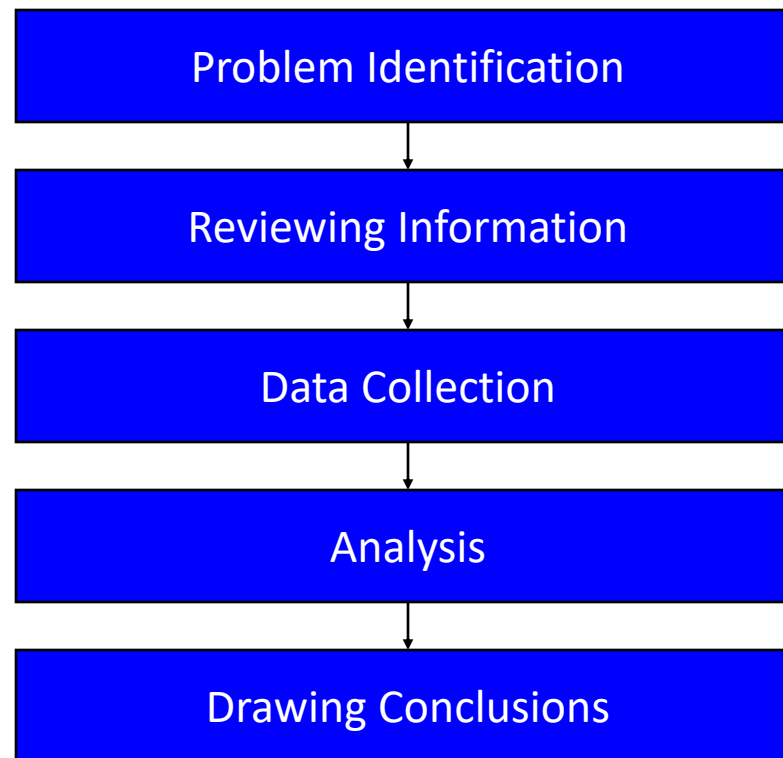 Problem Identification
Reviewing Information
Data Collection
Analysis
Drawing Conclusions